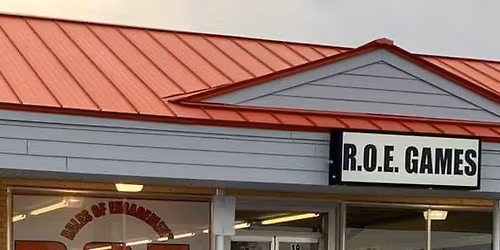 R.O.E. GAMES
RULES OF ENGAGEMENT